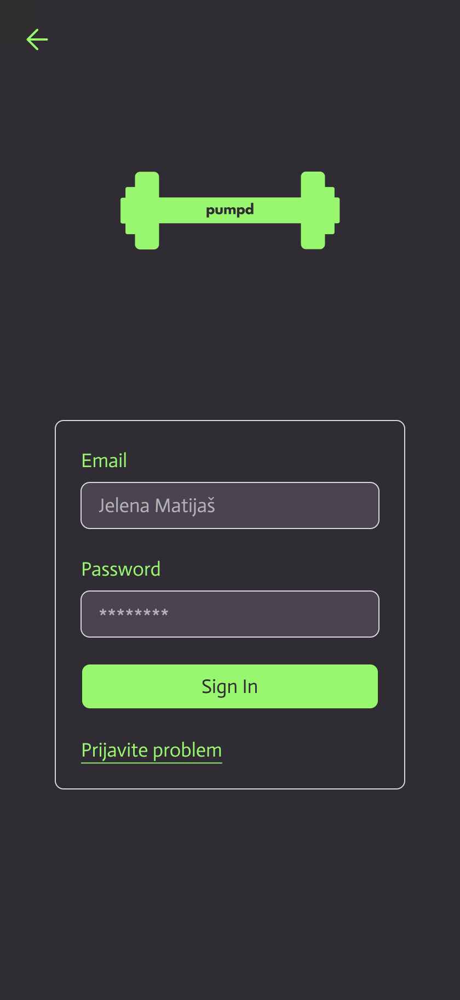 pumpd
Email
Jelena Matijaš
Password
********
Sign In
Prijavite problem